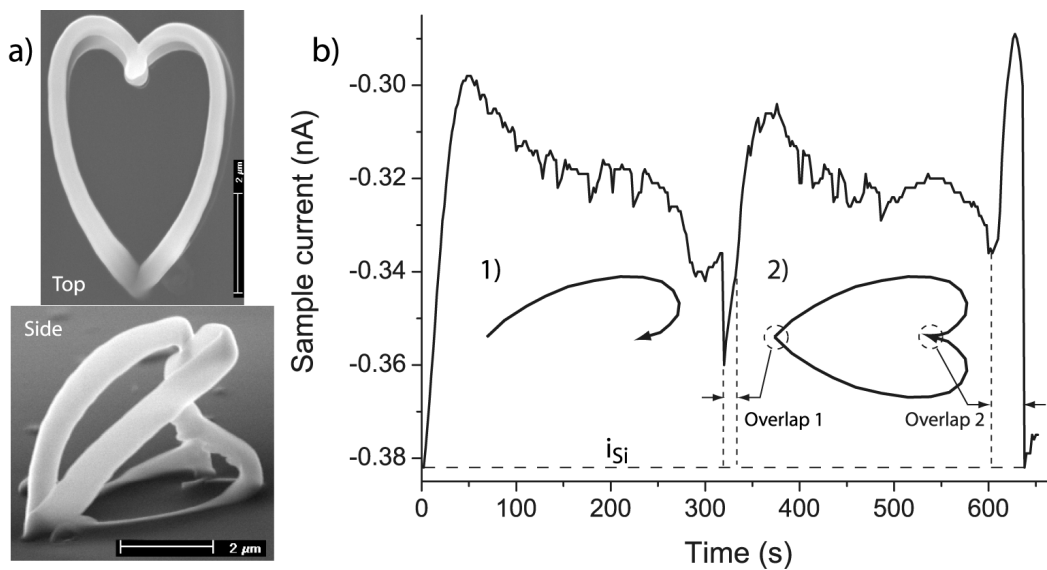 a)
2 µm
Top
Side
2 µm
b)
Sample current (nA)
-0.30
-0.32
-0.34
-0.36
-0.38
1)
2)
Overlap 1
Overlap 2
iSi
0
100
200
300
400
500
600
Time (s)